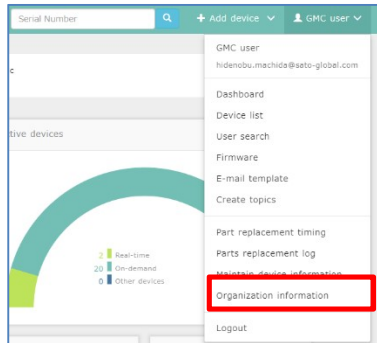 Serial Number
+ Add device
GMC user
GMC user
hidenobu.machida@sato-global.com
c
tive devices
Dashboard
Device list
User search
Firmware
E-mail template
Create topics
2 Real-time
20 On-demand
0 Other devices
Part replacement timing
Parts replacement log
Maintain device information
Organization information
Logout